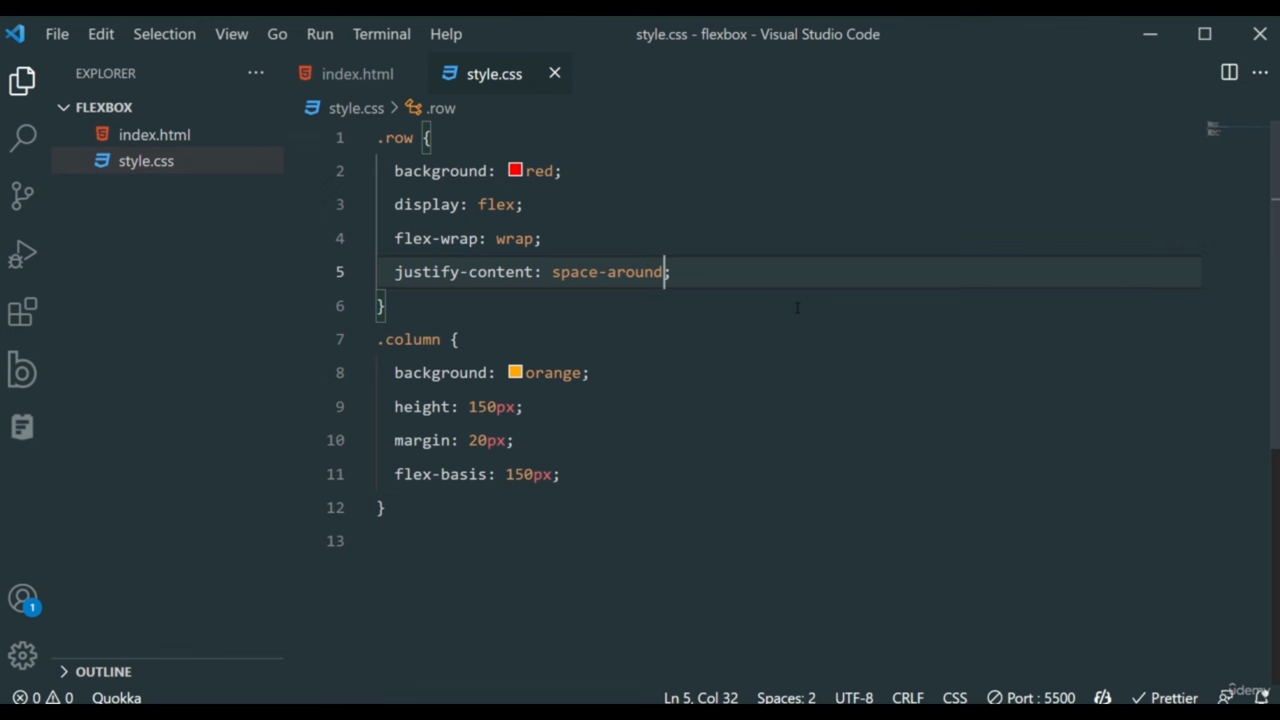 File Edit Selection View Go Run Terminal Help
style.css - flexbox - Visual Studio Code
EXPLORER
FLEXBOX
index.html
style.css
index.html style.css
style.css > .row
1 .row {
2 background: red;
3 display: flex;
4 flex-wrap: wrap;
5 justify-content: space-around;
6 }
7 .column {
8 background: orange;
9 height: 150px;
10 margin: 20px;
11 flex-basis: 150px;
12 }
13
1
OUTLINE
0 0 Quokka Ln 5, Col 32 Spaces: 2 UTF-8 CRLF CSS Port : 5500 Prettier
ûdemy